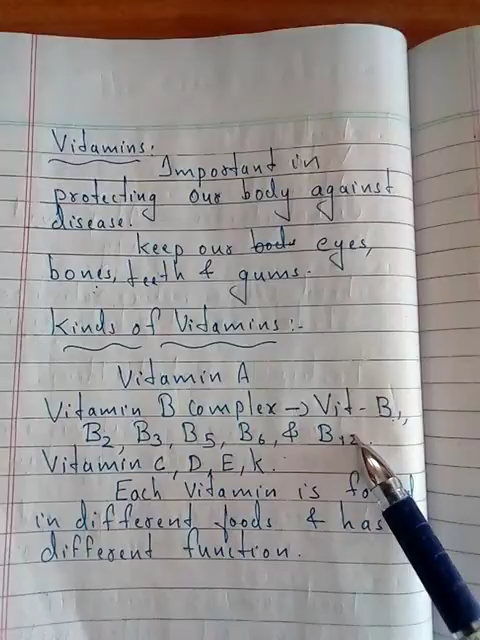 Vitamins:
Important in
protecting our body against
disease.
keep our body eyes,
bones, teeth & gums.
Kinds of Vitamins:-
Vitamin A
Vitamin B complex → Vit-B1,
B2, B3, B5, B6, & B12.
Vitamin C, D, E, K.
Each Vitamin is
in different foods & has
different function.